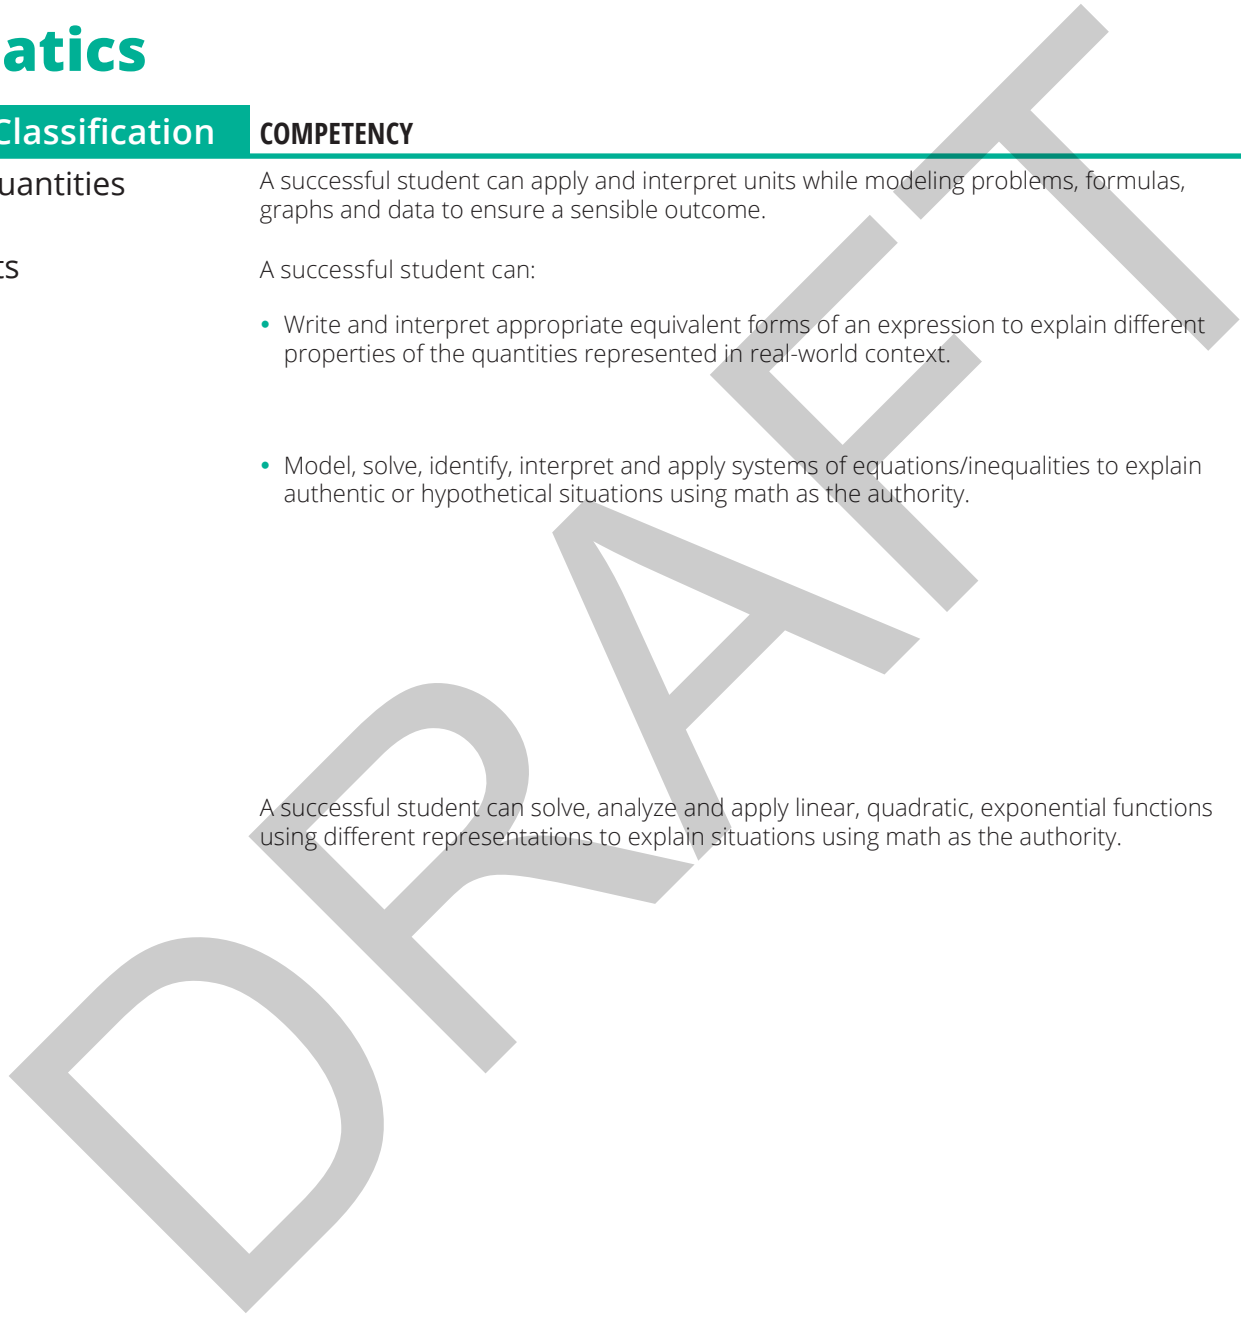 atics
Classification
COMPETENCY
uantities
A successful student can apply and interpret units while modeling problems, formulas,
graphs and data to ensure a sensible outcome.
ts
A successful student can:
• Write and interpret appropriate equivalent forms of an expression to explain different
properties of the quantities represented in real-world context.
• Model, solve, identify, interpret and apply systems of equations/inequalities to explain
authentic or hypothetical situations using math as the authority.
A successful student can solve, analyze and apply linear, quadratic, exponential functions
using different representations to explain situations using math as the authority.
DRAFT